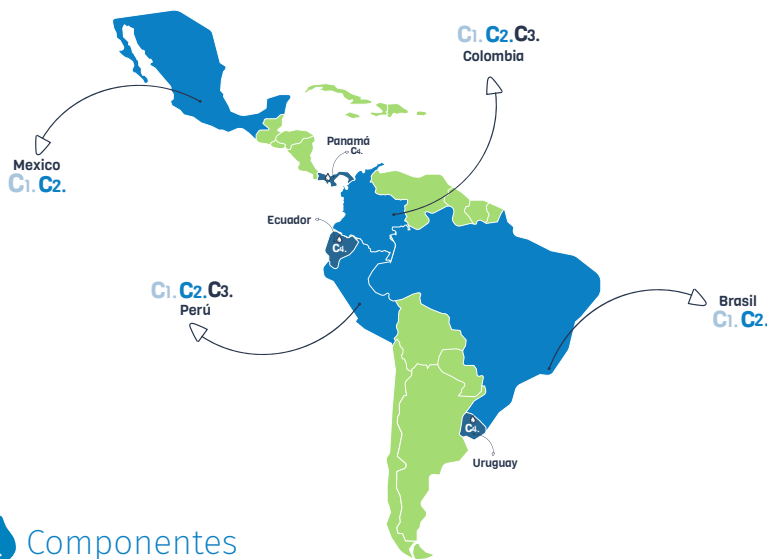 C1. C2. C3.
Colombia
Panamá
C4.
Mexico
C1. C2.
Ecuador
C4.
C1. C2. C3.
Perú
Brasil
C1. C2.
C4.
Uruguay
Componentes